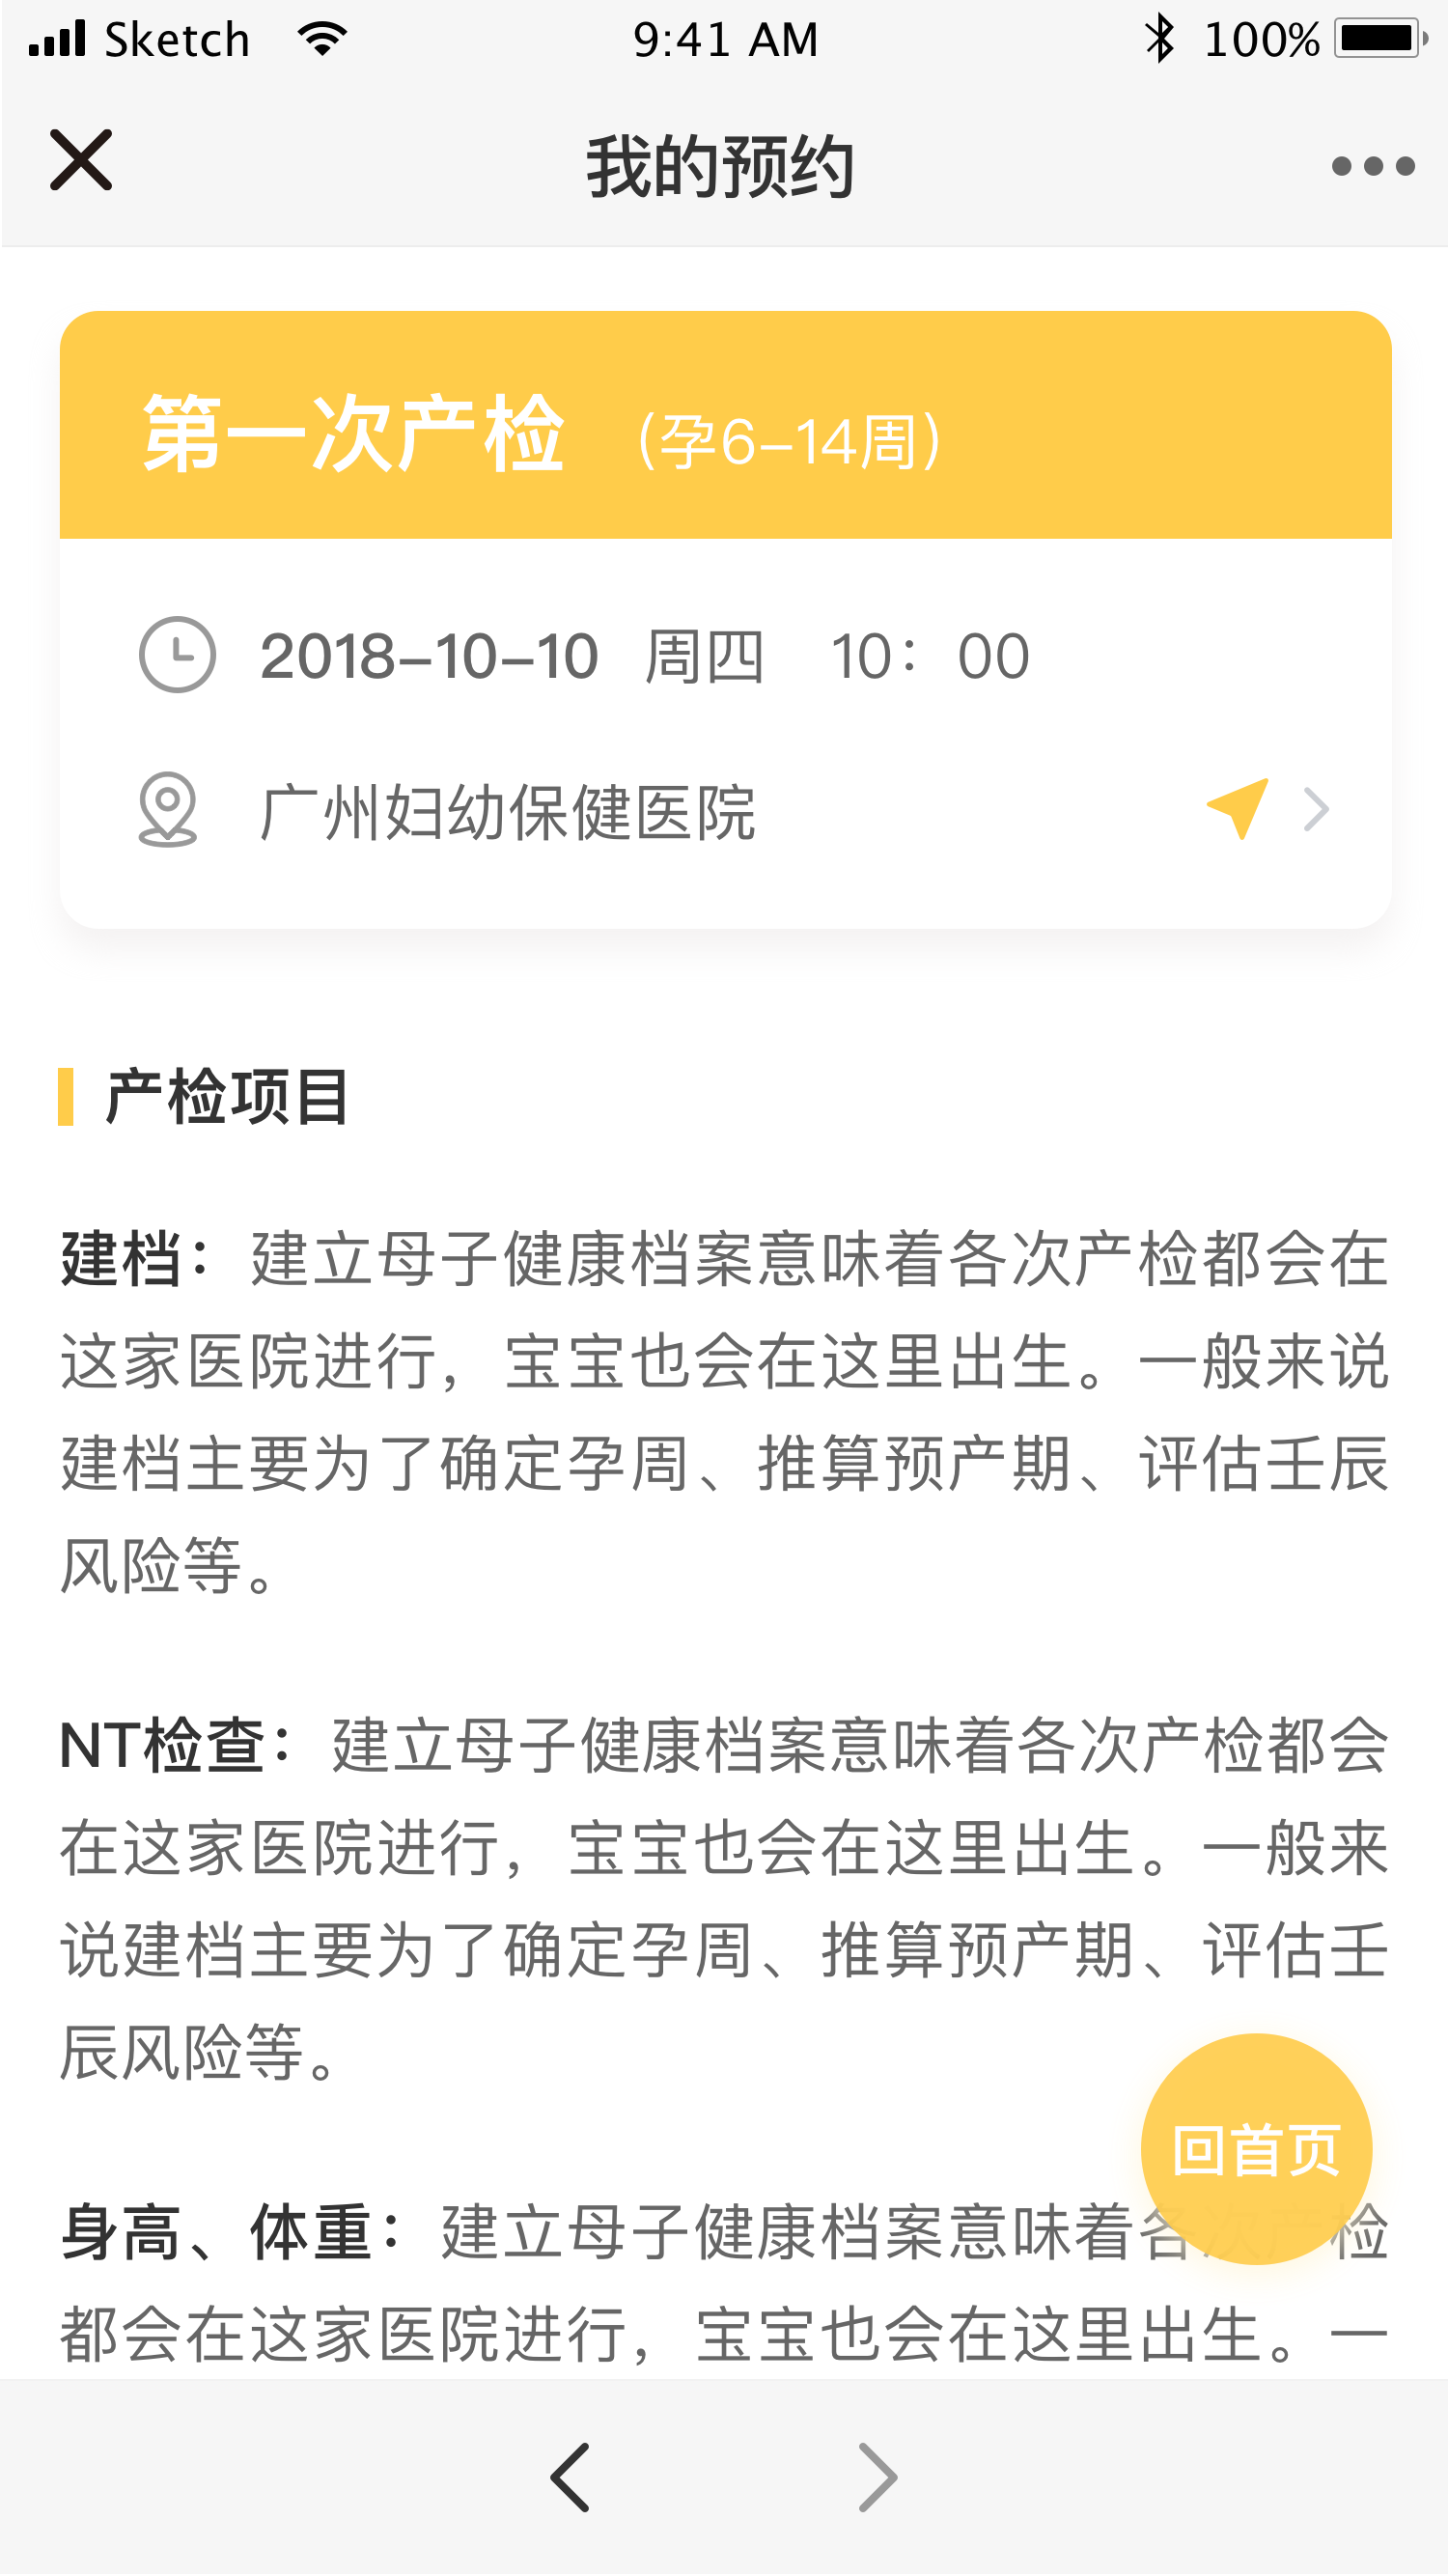 Sketch 9:41 AM 100%
我的预约
第一次产检 (孕6-14周)
2018-10-10 周四 10：00
广州妇幼保健医院
产检项目
建档：建立母子健康档案意味着各次产检都会在
这家医院进行，宝宝也会在这里出生。一般来说
建档主要为了确定孕周、推算预产期、评估壬辰
风险等。
NT检查：建立母子健康档案意味着各次产检都会
在这家医院进行，宝宝也会在这里出生。一般来
说建档主要为了确定孕周、推算预产期、评估壬
辰风险等。
回首页
身高、体重：建立母子健康档案意味着各次产检
都会在这家医院进行，宝宝也会在这里出生。一